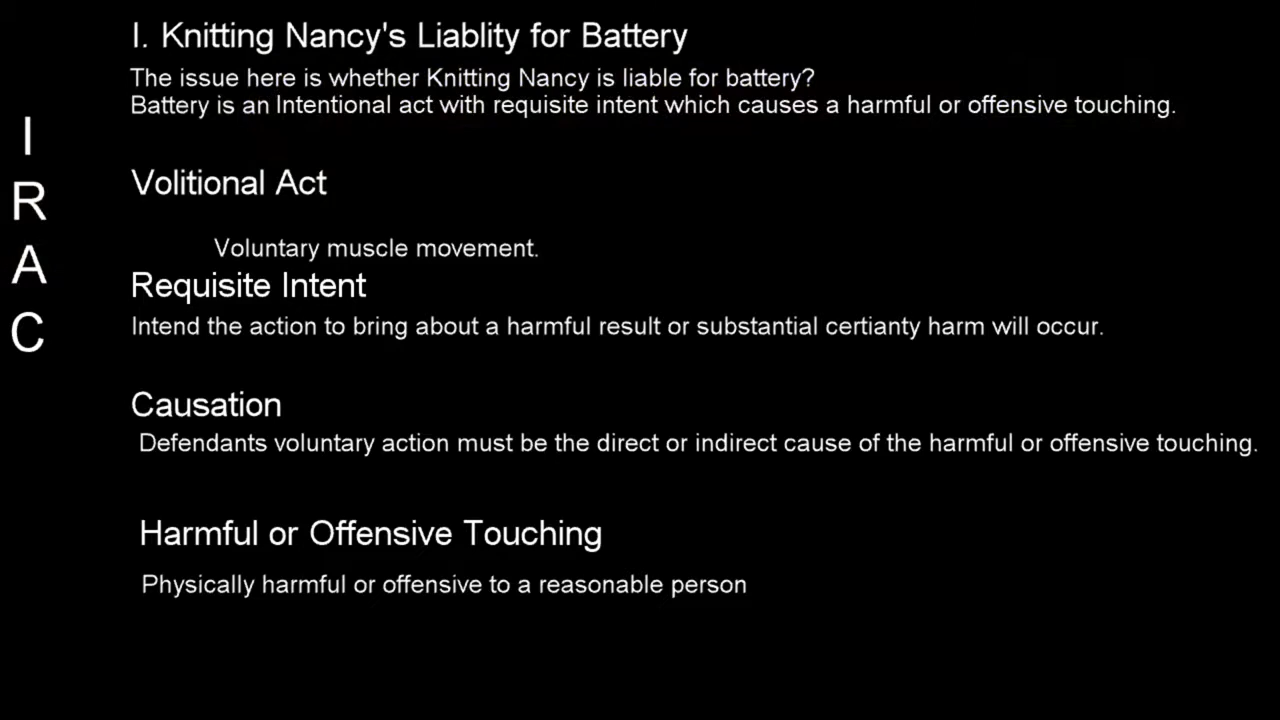 I. Knitting Nancy's Liablity for Battery
The issue here is whether Knitting Nancy is liable for battery?
Battery is an Intentional act with requisite intent which causes a harmful or offensive touching.
I
R
A
C
Volitional Act
Voluntary muscle movement.
Requisite Intent
Intend the action to bring about a harmful result or substantial certianty harm will occur.
Causation
Defendants voluntary action must be the direct or indirect cause of the harmful or offensive touching.
Harmful or Offensive Touching
Physically harmful or offensive to a reasonable person